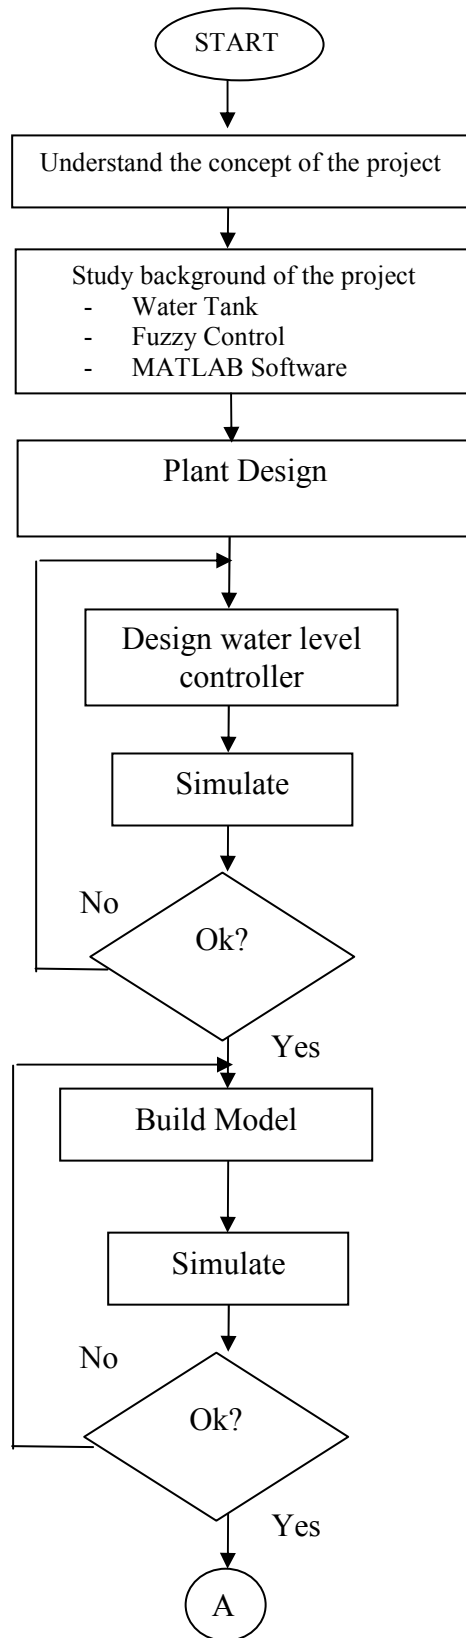 START
Understand the concept of the project
Study background of the project
- Water Tank
- Fuzzy Control
- MATLAB Software
Plant Design
Design water level
controller
Simulate
No
Ok?
Yes
Build Model
Simulate
No
Ok?
Yes
A